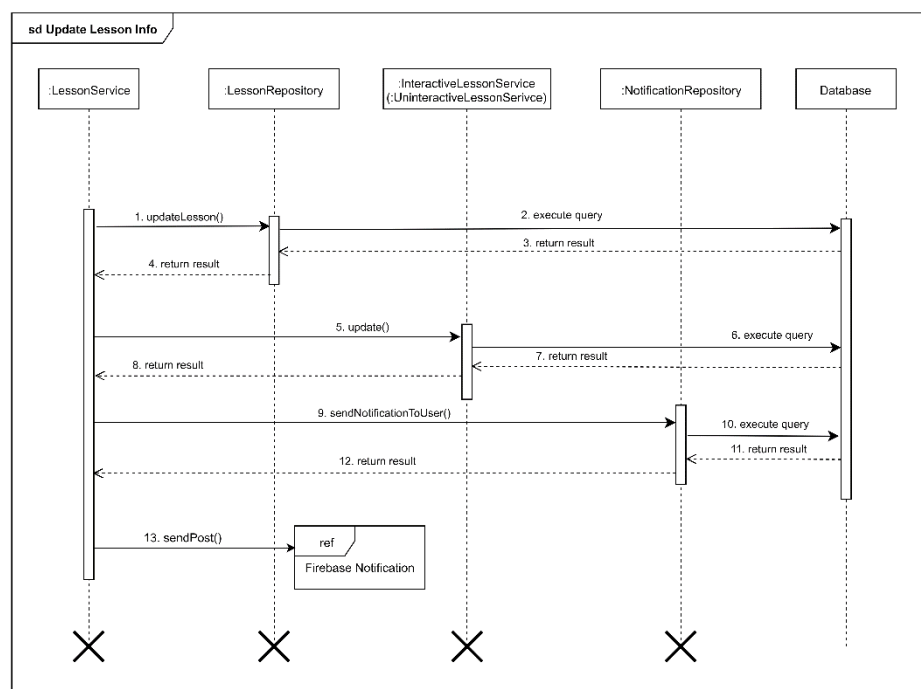 sd Update Lesson Info
:LessonService
:LessonRepository
:InteractiveLessonService
(:UninteractiveLessonSerivce)
:NotificationRepository
Database
1. updateLesson()
2. execute query
3. return result
4. return result
5. update()
6. execute query
7. return result
8. return result
9. sendNotificationToUser()
10. execute query
11. return result
12. return result
13. sendPost()
ref
Firebase Notification